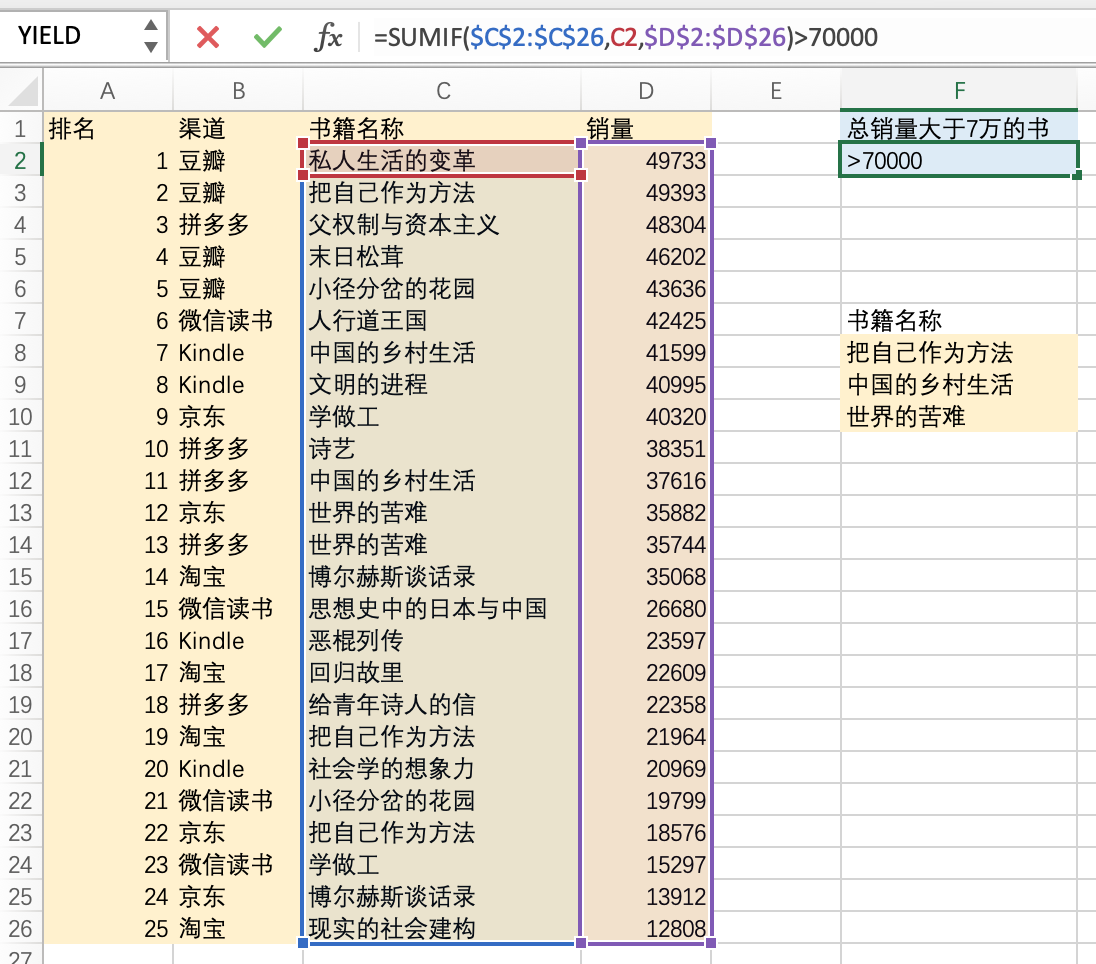 YIELD fx =SUMIF($C$2:$C$26,C2,$D$2:$D$26)>70000
A B C D E F
1 排名 渠道 书籍名称 销量 总销量大于7万的书
2 1 豆瓣 私人生活的变革 49733 >70000
3 2 豆瓣 把自己作为方法 49393
4 3 拼多多 父权制与资本主义 48304
5 4 豆瓣 末日松茸 46202
6 5 豆瓣 小径分岔的花园 43636
7 6 微信读书 人行道王国 42425 书籍名称
8 7 Kindle 中国的乡村生活 41599 把自己作为方法
9 8 Kindle 文明的进程 40995 中国的乡村生活
10 9 京东 学做工 40320 世界的苦难
11 10 拼多多 诗艺 38351
12 11 拼多多 中国的乡村生活 37616
13 12 京东 世界的苦难 35882
14 13 拼多多 世界的苦难 35744
15 14 淘宝 博尔赫斯谈话录 35068
16 15 微信读书 思想史中的日本与中国 26680
17 16 Kindle 恶棍列传 23597
18 17 淘宝 回归故里 22609
19 18 拼多多 给青年诗人的信 22358
20 19 淘宝 把自己作为方法 21964
21 20 Kindle 社会学的想象力 20969
22 21 微信读书 小径分岔的花园 19799
23 22 京东 把自己作为方法 18576
24 23 微信读书 学做工 15297
25 24 京东 博尔赫斯谈话录 13912
26 25 淘宝 现实的社会建构 12808
27